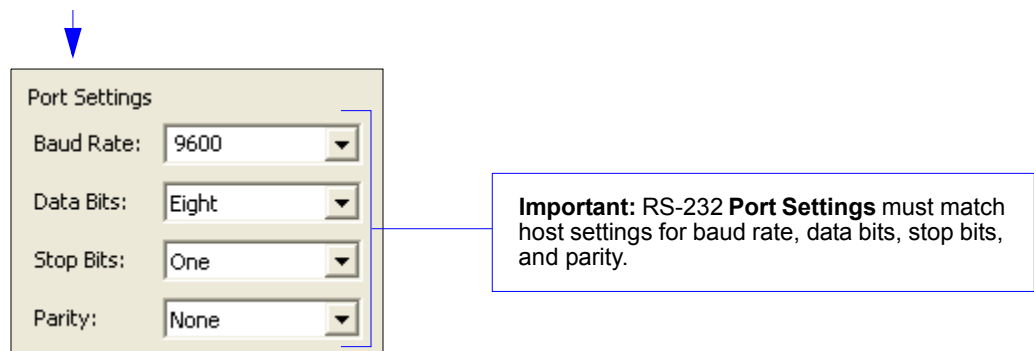 Port Settings
Baud Rate: 9600
Data Bits: Eight
Stop Bits: One
Parity: None
Important: RS-232 Port Settings must match
host settings for baud rate, data bits, stop bits,
and parity.